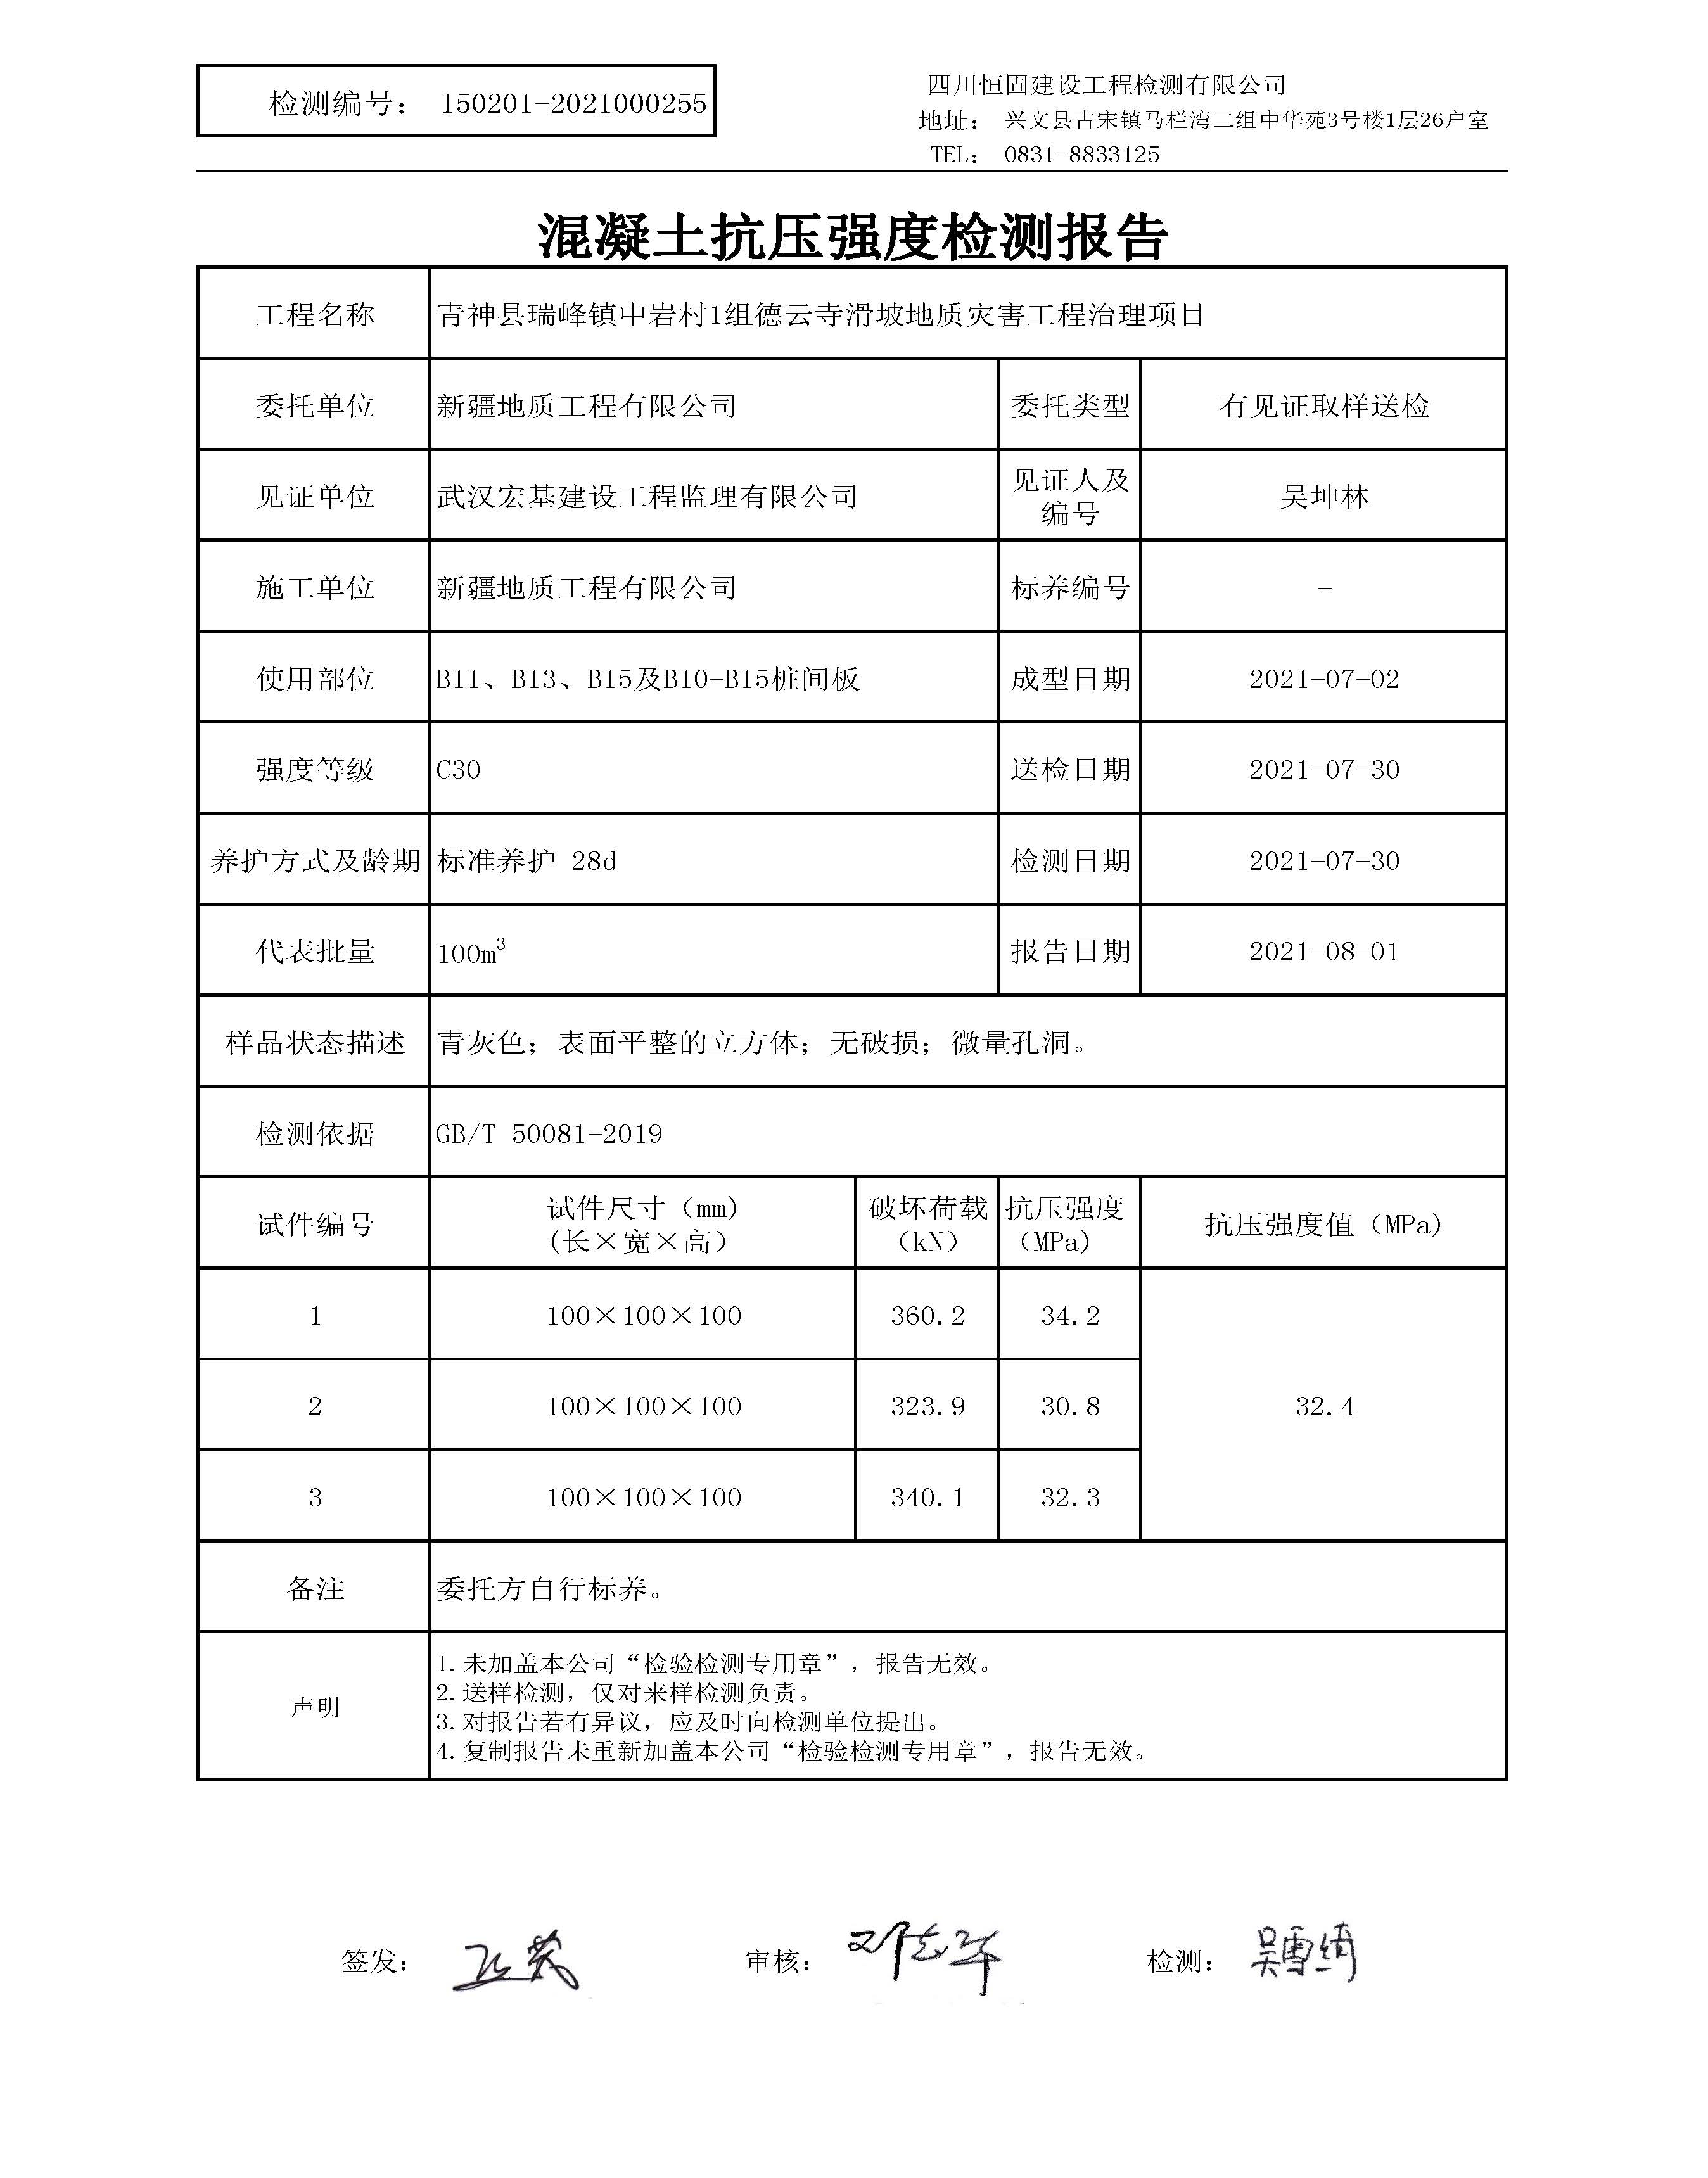 检测编号： 150201-2021000255
四川恒固建设工程检测有限公司
地址： 兴文县古宋镇马栏湾二组中华苑3号楼1层26户室
TEL： 0831-8833125
混凝土抗压强度检测报告
工程名称 青神县瑞峰镇中岩村1组德云寺滑坡地质灾害工程治理项目
委托单位 新疆地质工程有限公司 委托类型 有见证取样送检
见证单位 武汉宏基建设工程监理有限公司 见证人及编号 吴坤林
施工单位 新疆地质工程有限公司 标养编号 -
使用部位 B11、B13、B15及B10-B15桩间板 成型日期 2021-07-02
强度等级 C30 送检日期 2021-07-30
养护方式及龄期 标准养护 28d 检测日期 2021-07-30
代表批量 100m³ 报告日期 2021-08-01
样品状态描述 青灰色；表面平整的立方体；无破损；微量孔洞。
检测依据 GB/T 50081-2019
试件编号 试件尺寸（mm）(长×宽×高） 破坏荷载（kN） 抗压强度（MPa) 抗压强度值（MPa)
1 100×100×100 360.2 34.2
2 100×100×100 323.9 30.8 32.4
3 100×100×100 340.1 32.3
备注 委托方自行标养。
声明
1.未加盖本公司“检验检测专用章”，报告无效。
2.送样检测，仅对来样检测负责。
3.对报告若有异议，应及时向检测单位提出。
4.复制报告未重新加盖本公司“检验检测专用章”，报告无效。
签发： 审核： 检测： 吴雪绮